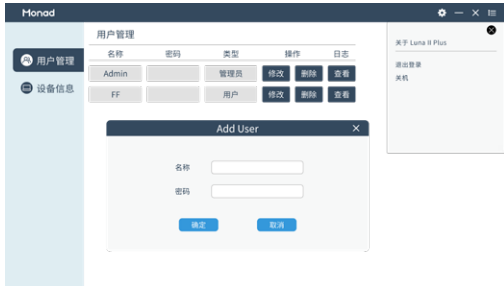 Monad
用户管理
名称 密码 类型 操作 日志
Admin 管理员 修改 删除 查看
FF 用户 修改 删除 查看
用户管理
设备信息
Add User
名称
密码
确定 取消
关于 Luna II Plus
退出登录
关机